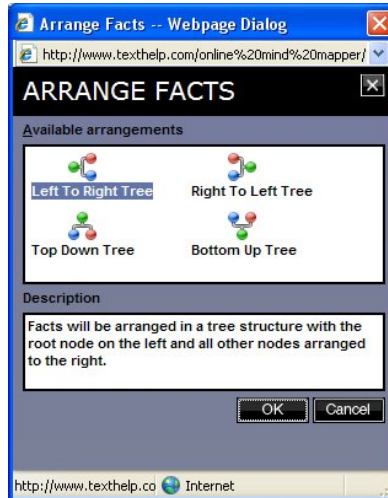 Arrange Facts -- Webpage Dialog
http://www.texthelp.com/online%20mind%20mapper/
ARRANGE FACTS
Available arrangements
Left To Right Tree
Right To Left Tree
Top Down Tree
Bottom Up Tree
Description
Facts will be arranged in a tree structure with the
root node on the left and all other nodes arranged
to the right.
OK
Cancel
http://www.texthelp.co
Internet